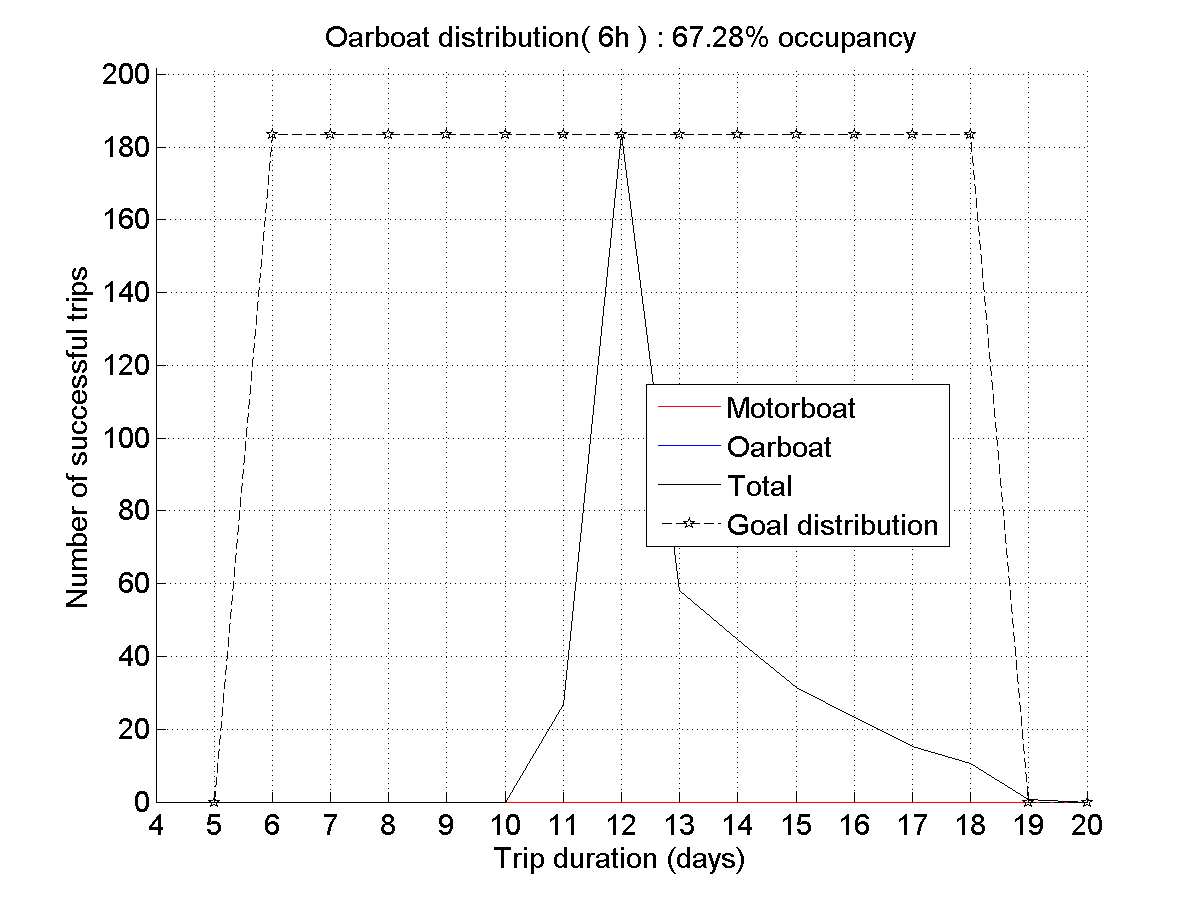 Oarboat distribution( 6h ) : 67.28% occupancy
200
180
160
140
120
100
80
60
40
20
0
Number of successful trips
Motorboat
Oarboat
Total
Goal distribution
4 5 6 7 8 9 10 11 12 13 14 15 16 17 18 19 20
Trip duration (days)